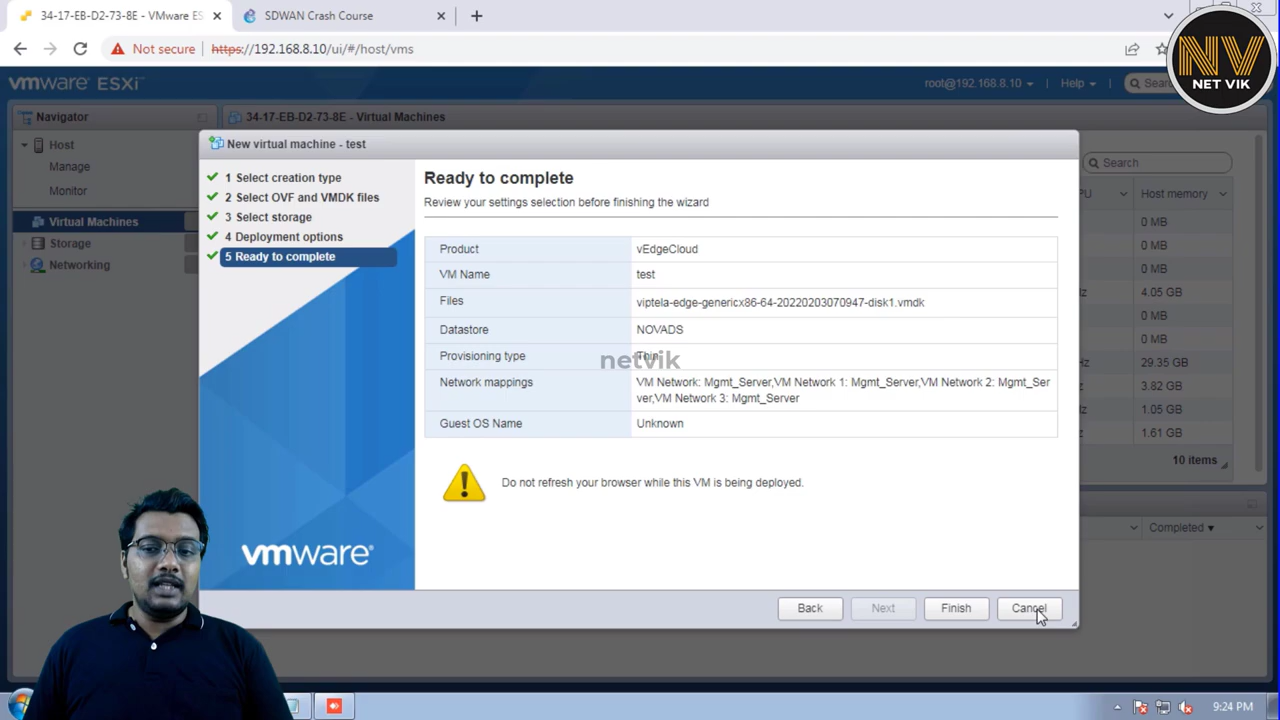 34-17-EB-D2-73-8E - VMware ES
SDWAN Crash Course
Not secure
https://192.168.8.10/ui/#/host/vms
NV
NET VIK
vmware ESXi
root@192.168.8.10
Help
Navigator
34-17-EB-D2-73-8E - Virtual Machines
Host
Manage
Monitor
Virtual Machines
Storage
Networking
New virtual machine - test
1 Select creation type
2 Select OVF and VMDK files
3 Select storage
4 Deployment options
5 Ready to complete
vmware
Ready to complete
Review your settings selection before finishing the wizard
Product vEdgeCloud
VM Name test
Files viptela-edge-genericx86-64-20220203070947-disk1.vmdk
Datastore NOVADS
Provisioning type Thin
netvik
Network mappings VM Network: Mgmt_Server,VM Network 1: Mgmt_Server,VM Network 2: Mgmt_Ser
ver,VM Network 3: Mgmt_Server
Guest OS Name Unknown
Do not refresh your browser while this VM is being deployed.
Back
Next
Finish
Cancel
Search
Host memory
0 MB
0 MB
0 MB
4.05 GB
0 MB
0 MB
29.35 GB
3.82 GB
1.05 GB
1.61 GB
10 items
Completed
9:24 PM